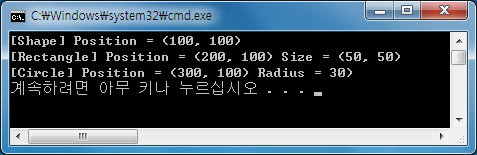 C:₩Windows₩system32₩cmd.exe
[Shape] Position = (100, 100)
[Rectangle] Position = (200, 100) Size = (50, 50)
[Circle] Position = (300, 100) Radius = 30)
계속하려면 아무 키나 누르십시오 . . .